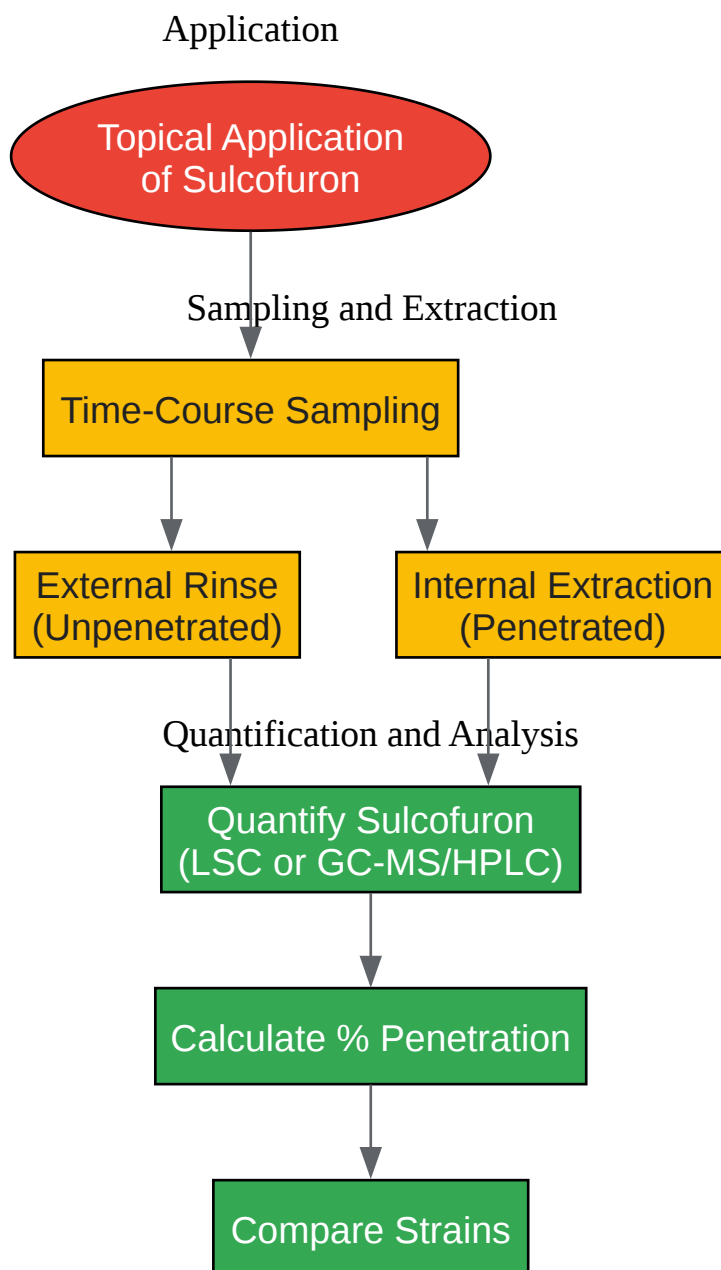 Application
Topical Application
of Sulcofuron
Sampling and Extraction
Time-Course Sampling
External Rinse
(Unpenetrated)
Internal Extraction
(Penetrated)
Quantification and Analysis
Quantify Sulcofuron
(LSC or GC-MS/HPLC)
Calculate % Penetration
Compare Strains